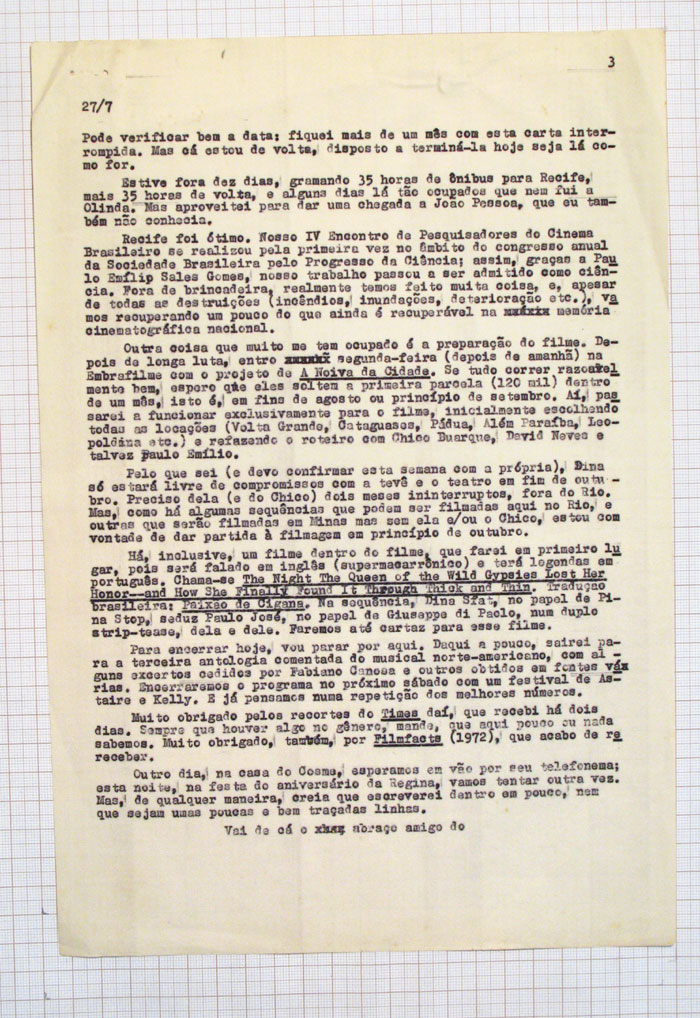 3
27/7
Pode verificar bem a data: fiquei mais de um mês com esta carta inter-
rompida. Mas cá estou de volta, disposto a terminá-la hoje seja lá co-
mo for.
Estive fora dez dias, gramando 35 horas de ônibus para Recife,
mais 35 horas de volta, e alguns dias lá tão ocupados que nem fui a
Olinda. Mas aproveitei para dar uma chegada a João Pessoa, que eu tam-
bém não conhecia.
Recife foi ótimo. Nosso IV Encontro de Pesquisadores do Cinema
Brasileiro se realizou pela primeira vez no âmbito do congresso anual
da Sociedade Brasileira pelo Progresso da Ciência; assim, graças a Pau
lo Emílip Sales Gomes, nosso trabalho passou a ser admitido como ciên-
cia. Fora de brincadeira, realmente temos feito muita coisa, e, apesar
de todas as destruições (incêndios, inundações, deterioração etc.), va
mos recuperando um pouco do que ainda é recuperável na memória
cinematográfica nacional.
Outra coisa que muito me tem ocupado é a preparação do filme. De-
pois de longa luta, entro segunda-feira (depois de amanhã) na
Embrafilme com o projeto de A Noiva da Cidade. Se tudo correr razoavel
mente bem, espero que eles soltem a primeira parcela (120 mil) dentro
de um mês, isto é, em fins de agosto ou princípio de setembro. Aí, pas
sarei a funcionar exclusivamente para o filme, inicialmente escolhendo
todas as locações (Volta Grande, Cataguases, Pádua, Além Paraíba, Leo-
poldina etc.) e refazendo o roteiro com Chico Buarque, David Neves e
talvez Paulo Emílio.
Pelo que sei (e devo confirmar esta semana com a própria), Dina
só estará livre de compromissos com a tevê e o teatro em fim de outu-
bro. Preciso dela (e do Chico) dois meses ininterruptos, fora do Rio.
Mas, como há algumas sequências que podem ser filmadas aqui no Rio, e
outras que serão filmadas em Minas mas sem ela e/ou o Chico, estou com
vontade de dar partida à filmagem em princípio de outubro.
Há, inclusive, um filme dentro do filme, que farei em primeiro lu
gar, pois será falado em inglês (supermacarrônico) e terá legendas em
português. Chama-se The Night The Queen of the Wild Gypsies Lost Her
Honor--and How She Finally Found It Through Thick and Thin. Tradução
brasileira: Paixão de Cigana. Na sequência, Dina Sfat, no papel de Pi-
na Stop, seduz Paulo José, no papel de Giuseppe di Paolo, num duplo
strip-tease, dela e dele. Faremos até cartaz para esse filme.
Para encerrar hoje, vou parar por aqui. Daqui a pouco, sairei pa-
ra a terceira antologia comentada do musical norte-americano, com al-
guns excertos cedidos por Fabiano Canosa e outros obtidos em fontes vár
rias. Encerraremos o programa no próximo sábado com um festival de As-
taire e Kelly. E já pensamos numa repetição dos melhores números.
Muito obrigado pelos recortes do Times daí, que recebi há dois
dias. Sempre que houver algo no gênero, mande, que aqui pouco ou nada
sabemos. Muito obrigado, também, por Filmfacts (1972), que acabo de re
receber.
Outro dia, na casa do Cosme, esperamos em vão por seu telefonema;
esta noite, na festa do aniversário da Regina, vamos tentar outra vez.
Mas, de qualquer maneira, creia que escreverei dentro em pouco, nem
que sejam umas poucas e bem traçadas linhas.
Vai de cá o abraço amigo do